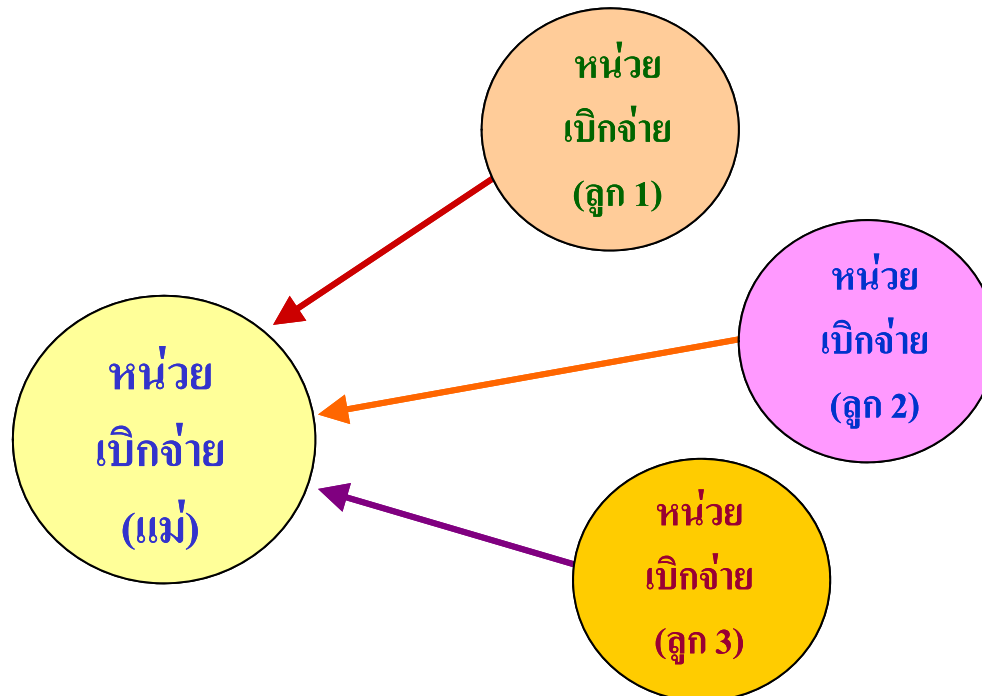 หน่วย
เบิกจ่าย
(ลูก 1)
หน่วย
เบิกจ่าย
(ลูก 2)
หน่วย
เบิกจ่าย
(แม่)
หน่วย
เบิกจ่าย
(ลูก 3)